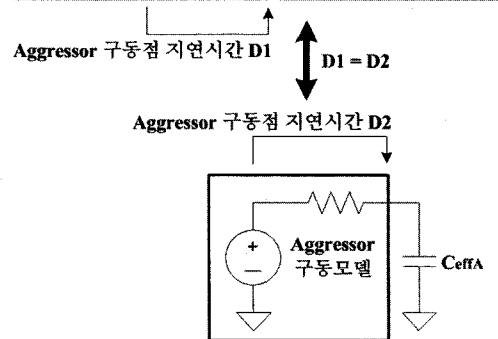 Aggressor 구동점 지연시간 D1
D1 = D2
Aggressor 구동점 지연시간 D2
+
Aggressor
구동모델
CeffA